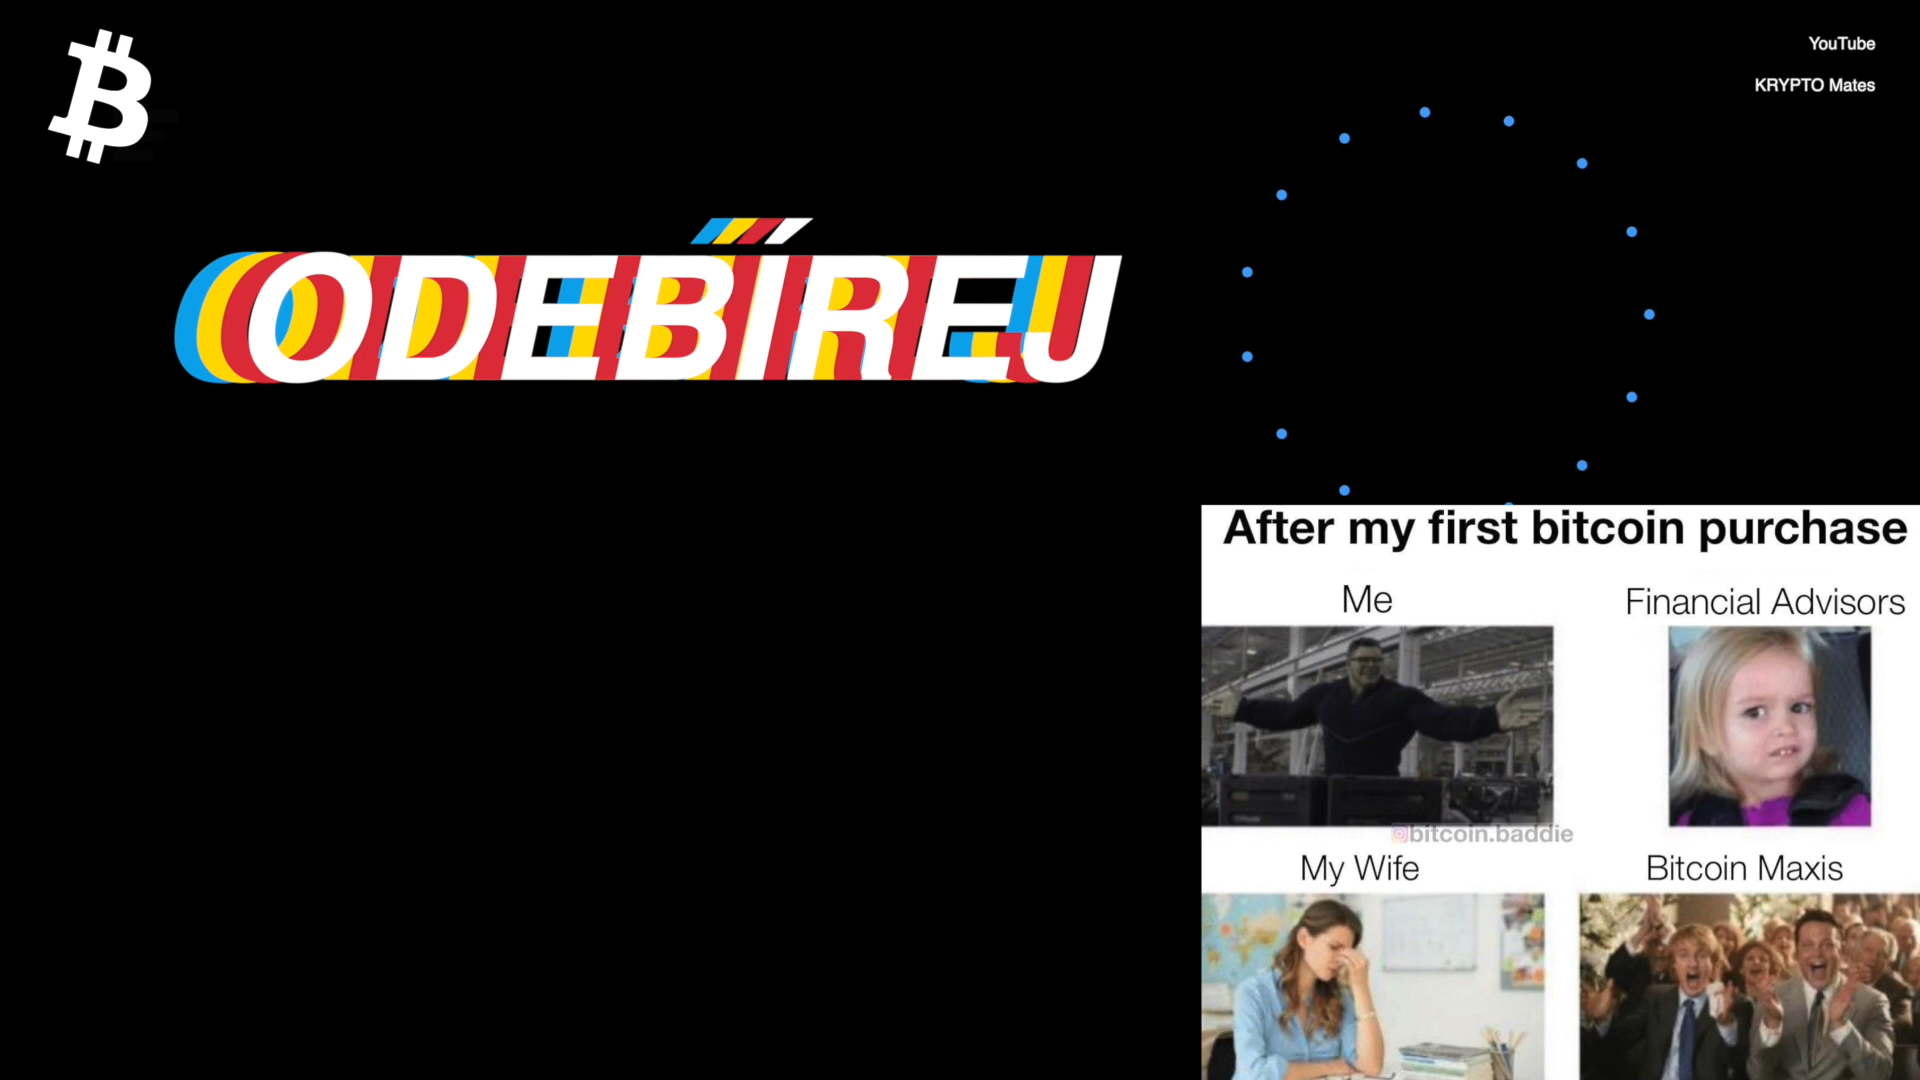 YouTube
KRYPTO Mates
ODEBÍREJ
After my first bitcoin purchase
Me
Financial Advisors
@bitcoin.baddie
My Wife
Bitcoin Maxis